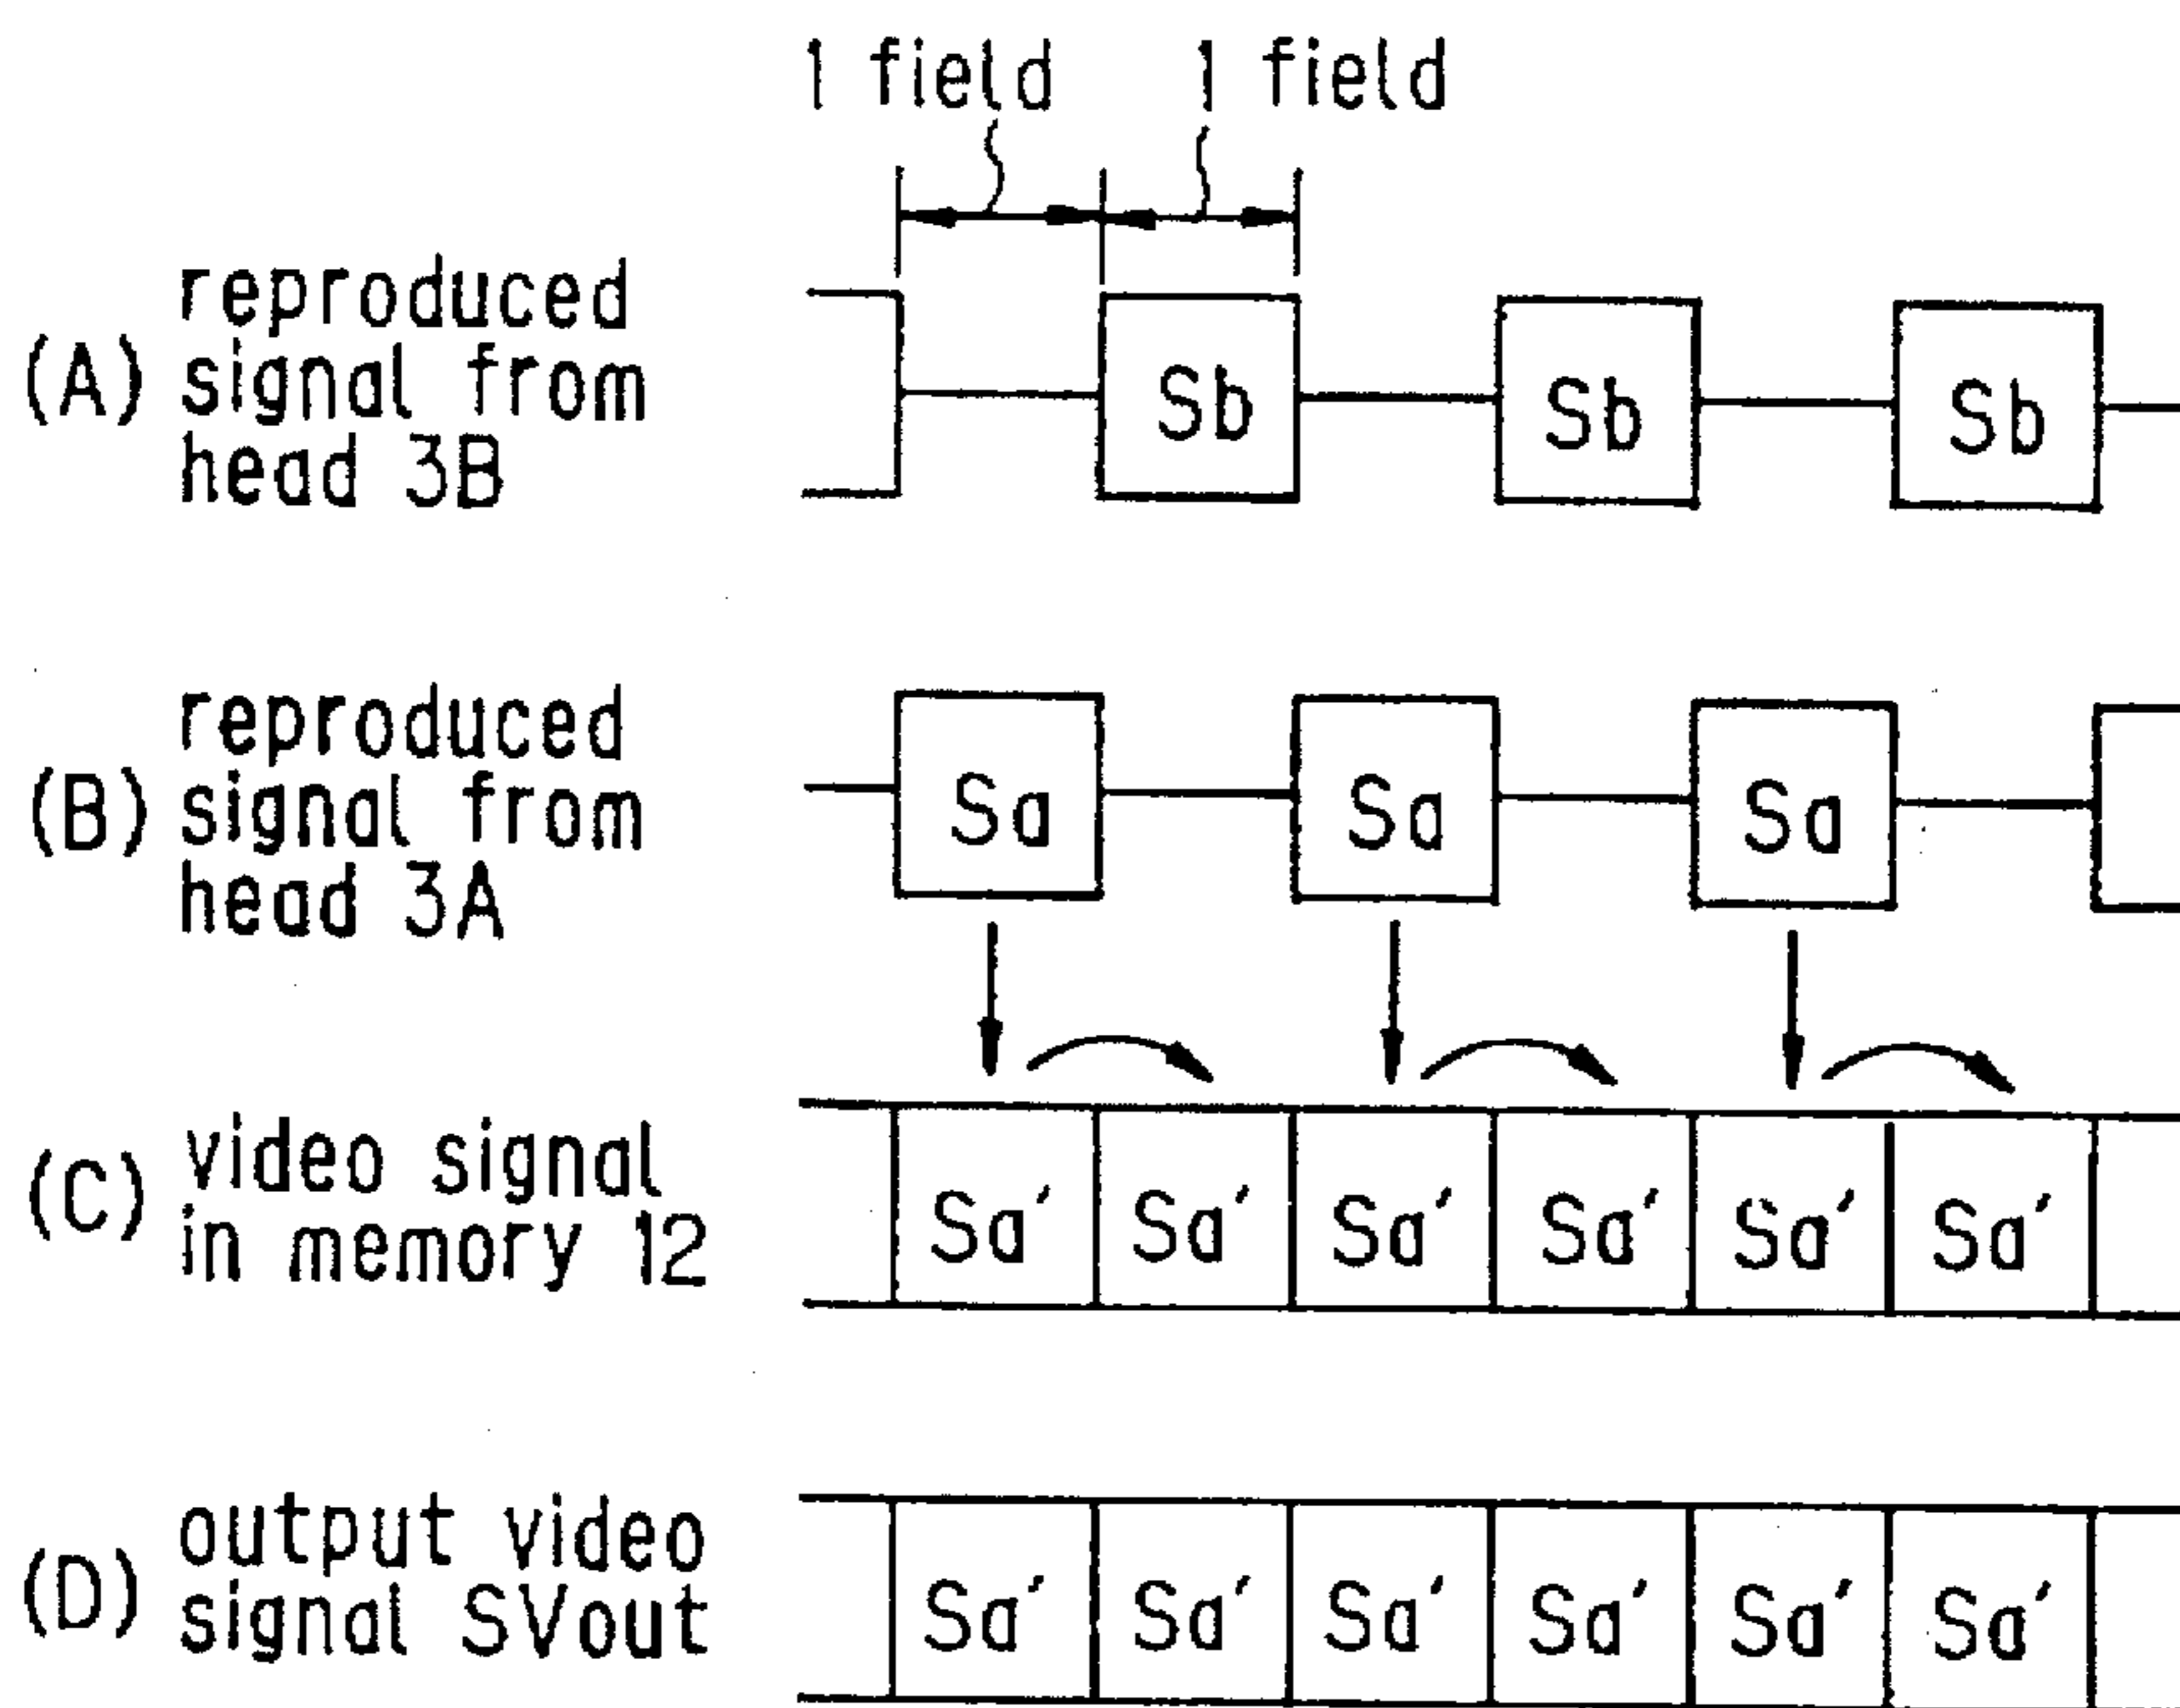 1 field 1 field
reproduced
(A) signal from
head 3B
Sb Sb Sb
reproduced
(B) signal from
head 3A
Sa Sa Sa
(C) video signal
in memory 12
Sa′ Sa′ Sa′ Sa′ Sa′ Sa′
output video
(D) signal SVout
Sa′ Sa′ Sa′ Sa′ Sa′ Sa′